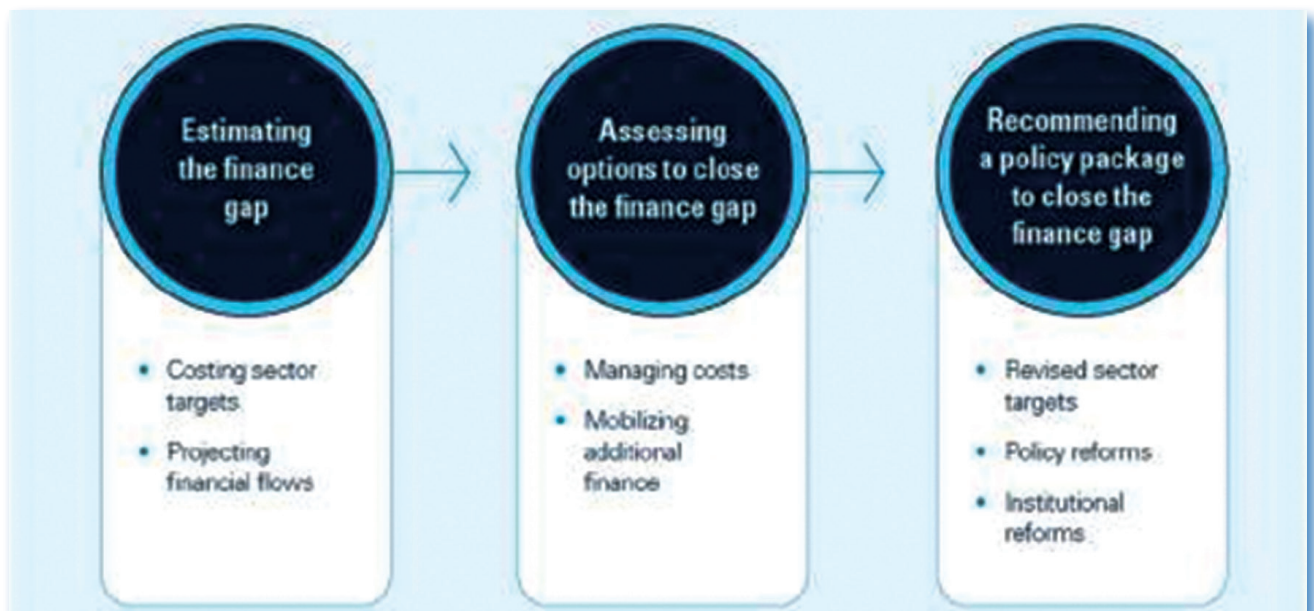 Estimating
the finance
gap
• Costing sector
targets
• Projecting
financial flows
Assessing
options to close
the finance gap
• Managing costs
• Mobilizing
additional
finance
Recommending
a policy package
to close the
finance gap
• Revised sector
targets
• Policy reforms
• Institutional
reforms